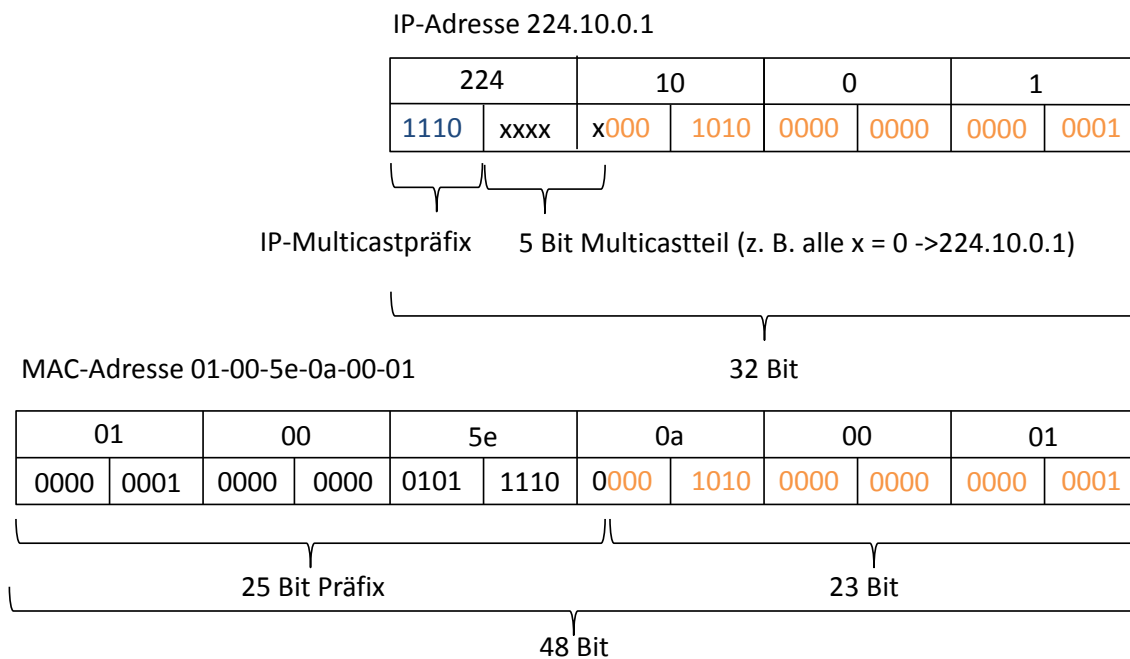 IP-Adresse 224.10.0.1
224 10 0 1
1110 xxxx x000 1010 0000 0000 0000 0001
IP-Multicastpräfix 5 Bit Multicastteil (z. B. alle x = 0 ->224.10.0.1)
32 Bit
MAC-Adresse 01-00-5e-0a-00-01
01 00 5e 0a 00 01
0000 0001 0000 0000 0101 1110 0000 1010 0000 0000 0000 0001
25 Bit Präfix 23 Bit
48 Bit